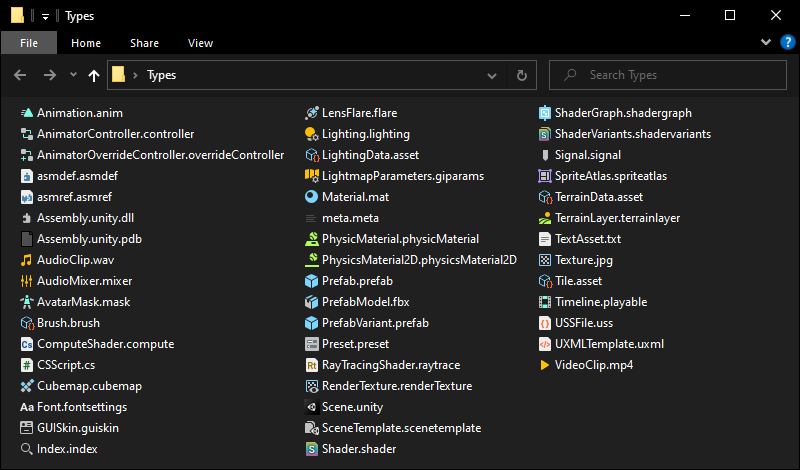 Types
File
Home
Share
View
Types
Search Types
Animation.anim
AnimatorController.controller
AnimatorOverrideController.overrideController
asmdef.asmdef
asmref.asmref
Assembly.unity.dll
Assembly.unity.pdb
AudioClip.wav
AudioMixer.mixer
AvatarMask.mask
Brush.brush
ComputeShader.compute
CSScript.cs
Cubemap.cubemap
Font.fontsettings
GUISkin.guiskin
Index.index
LensFlare.flare
Lighting.lighting
LightingData.asset
LightmapParameters.giparams
Material.mat
meta.meta
PhysicMaterial.physicMaterial
PhysicsMaterial2D.physicsMaterial2D
Prefab.prefab
PrefabModel.fbx
PrefabVariant.prefab
Preset.preset
RayTracingShader.raytrace
RenderTexture.renderTexture
Scene.unity
SceneTemplate.scenetemplate
Shader.shader
ShaderGraph.shadergraph
ShaderVariants.shadervariants
Signal.signal
SpriteAtlas.spriteatlas
TerrainData.asset
TerrainLayer.terrainlayer
TextAsset.txt
Texture.jpg
Tile.asset
Timeline.playable
USSFile.uss
UXMLTemplate.uxml
VideoClip.mp4